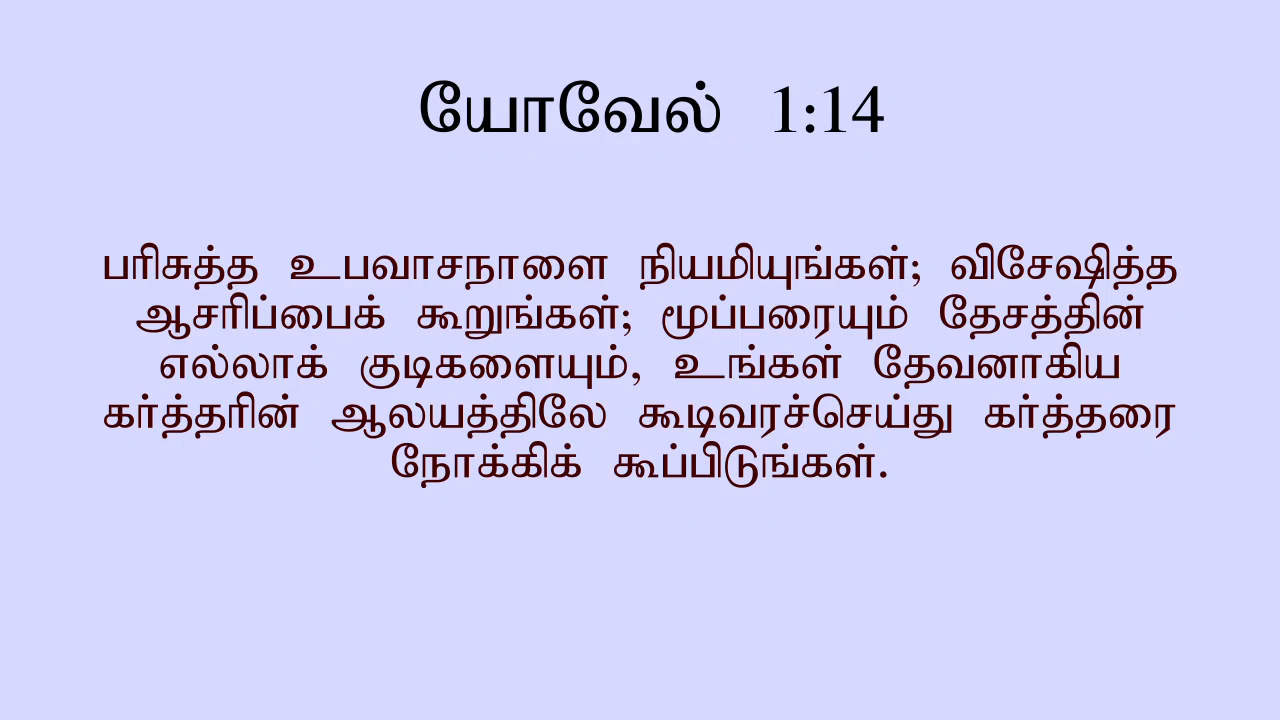 யோவேல் 1:14
பரிசுத்த உபவாசநாளை நியமியுங்கள்; விசேஷித்த
ஆசரிப்பைக் கூறுங்கள்; மூப்பரையும் தேசத்தின்
எல்லாக் குடிகளையும், உங்கள் தேவனாகிய
கர்த்தரின் ஆலயத்திலே கூடிவரச்செய்து கர்த்தரை
நோக்கிக் கூப்பிடுங்கள்.